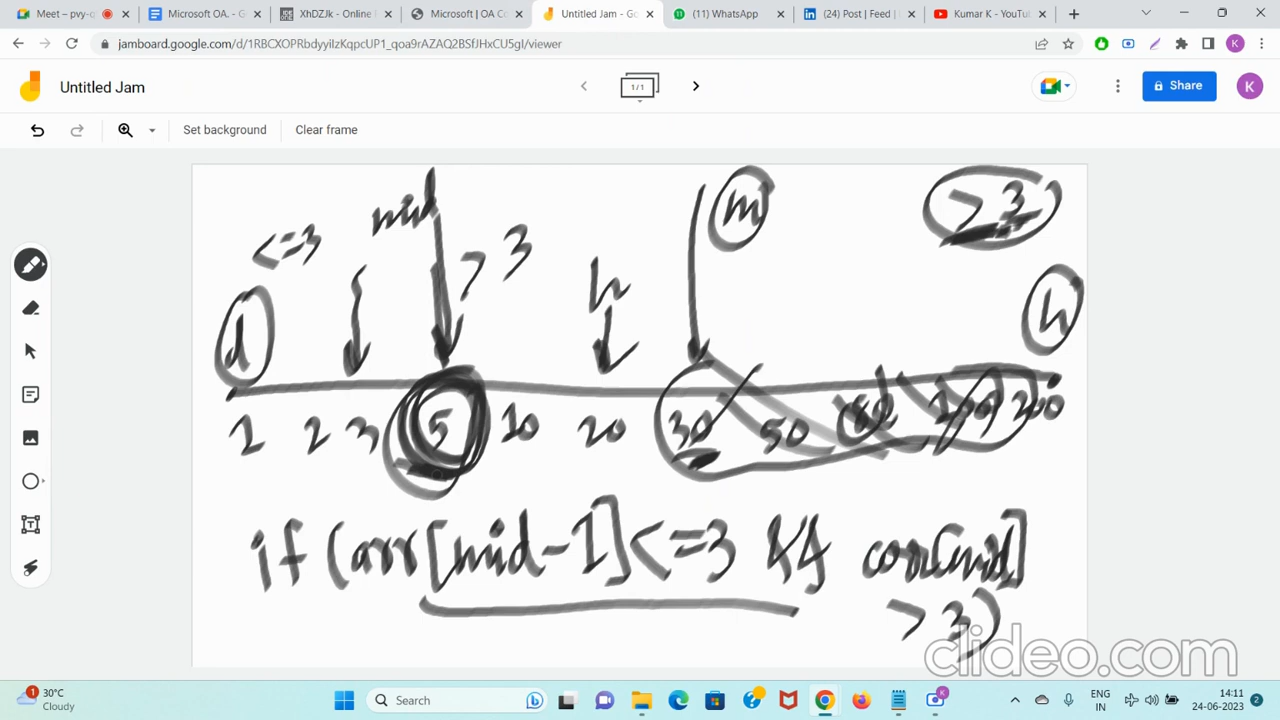 Meet – pvy-q
Microsoft OA. - G
XhDZJk - Online
Microsoft | OA Co
Untitled Jam - Go
(11) WhatsApp
(24) Post | Feed | L
Kumar K - YouTu
jamboard.google.com/d/1RBCXOPRbdyyiIzKqpcUP1_qoa9rAZAQ2BSfJHxCU5gI/viewer
K
Untitled Jam
1/1
Share
K
Set background
Clear frame
mid
m
>3
<=3
>3
h
h
1 2 3 5 10 20 30 50 200
if (arr[mid-1]<=3 &&
[mid]
>3)
clideo.com
1
30°C
Cloudy
Search
ENG
IN
14:11
24-06-2023
2